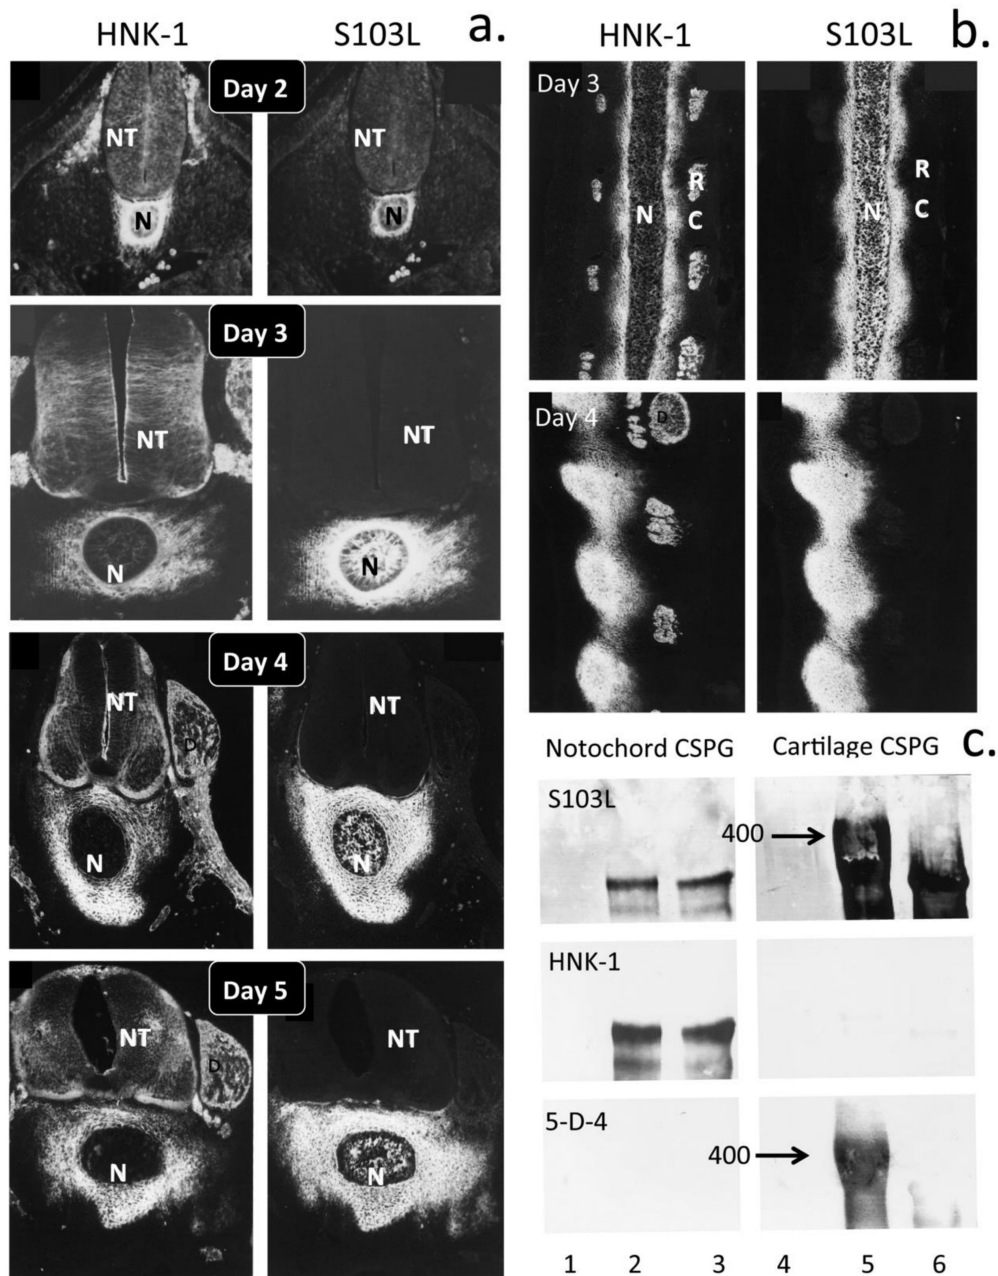 HNK-1 S103L a.
Day 2
NT NT
N N
Day 3
NT NT
N N
Day 4
NT NT
D
N N
Day 5
NT NT
D
N N
HNK-1 S103L b.
Day 3
R R
N C N C
Day 4
D
Notochord CSPG Cartilage CSPG c.
S103L
400
HNK-1
5-D-4
400
1 2 3 4 5 6